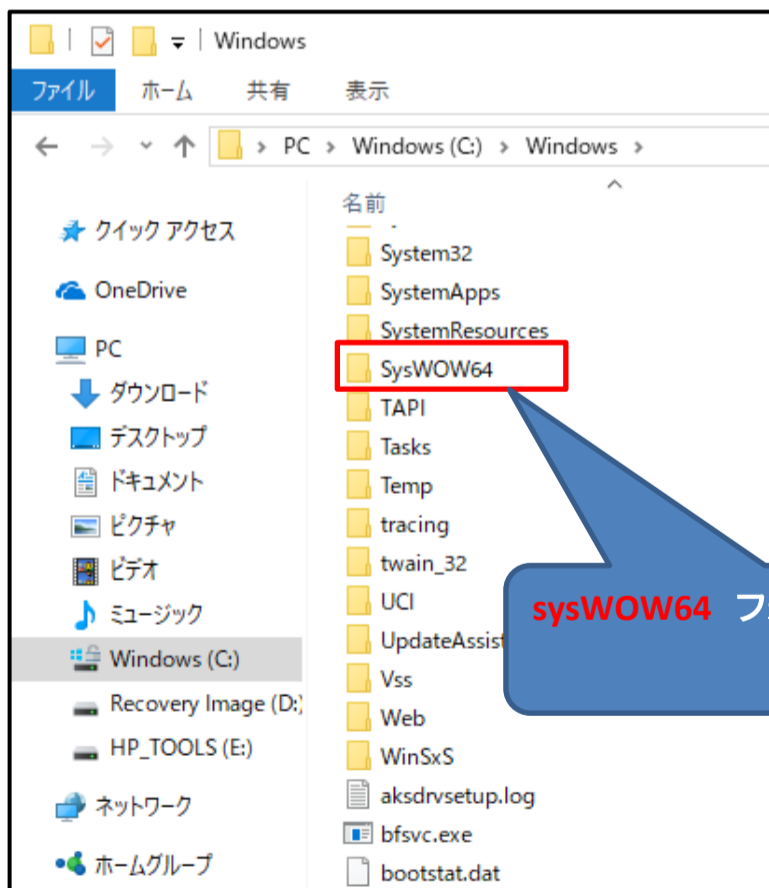 Windows
ファイル ホーム 共有 表示
PC > Windows (C:) > Windows >
名前
クイック アクセス
OneDrive
PC
ダウンロード
デスクトップ
ドキュメント
ピクチャ
ビデオ
ミュージック
Windows (C:)
Recovery Image (D:)
HP_TOOLS (E:)
ネットワーク
ホームグループ
System32
SystemApps
SystemResources
SysWOW64
TAPI
Tasks
Temp
tracing
twain_32
UCI
UpdateAssist
Vss
Web
WinSxS
aksdrvsetup.log
bfsvc.exe
bootstat.dat
sysWOW64 フ